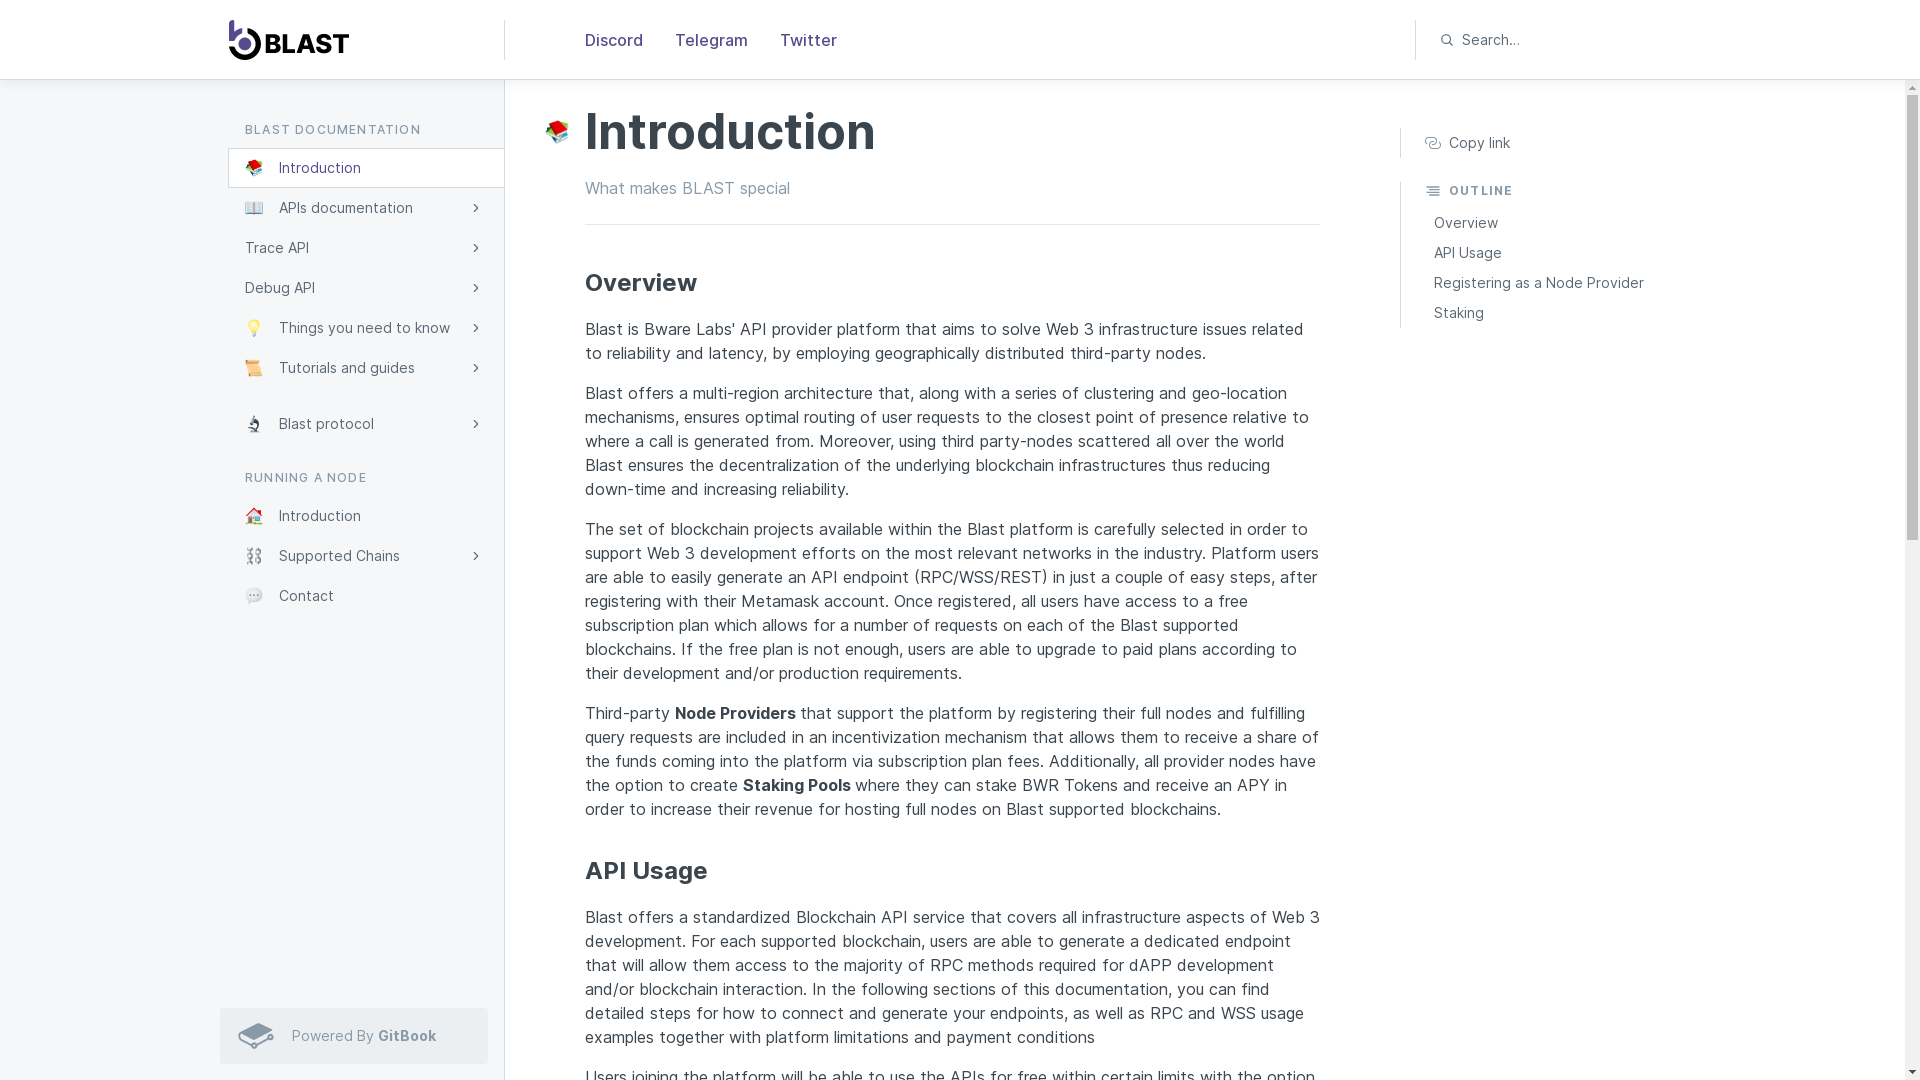 BLAST
Discord
Telegram
Twitter
Search...
BLAST DOCUMENTATION
Introduction
APIs documentation
Trace API
Debug API
Things you need to know
Tutorials and guides
Blast protocol
RUNNING A NODE
Introduction
Supported Chains
Contact
Powered By GitBook
Introduction
What makes BLAST special
Overview
Blast is Bware Labs' API provider platform that aims to solve Web 3 infrastructure issues related
to reliability and latency, by employing geographically distributed third-party nodes.
Blast offers a multi-region architecture that, along with a series of clustering and geo-location
mechanisms, ensures optimal routing of user requests to the closest point of presence relative to
where a call is generated from. Moreover, using third party-nodes scattered all over the world
Blast ensures the decentralization of the underlying blockchain infrastructures thus reducing
down-time and increasing reliability.
The set of blockchain projects available within the Blast platform is carefully selected in order to
support Web 3 development efforts on the most relevant networks in the industry. Platform users
are able to easily generate an API endpoint (RPC/WSS/REST) in just a couple of easy steps, after
registering with their Metamask account. Once registered, all users have access to a free
subscription plan which allows for a number of requests on each of the Blast supported
blockchains. If the free plan is not enough, users are able to upgrade to paid plans according to
their development and/or production requirements.
Third-party Node Providers that support the platform by registering their full nodes and fulfilling
query requests are included in an incentivization mechanism that allows them to receive a share of
the funds coming into the platform via subscription plan fees. Additionally, all provider nodes have
the option to create Staking Pools where they can stake BWR Tokens and receive an APY in
order to increase their revenue for hosting full nodes on Blast supported blockchains.
API Usage
Blast offers a standardized Blockchain API service that covers all infrastructure aspects of Web 3
development. For each supported blockchain, users are able to generate a dedicated endpoint
that will allow them access to the majority of RPC methods required for dAPP development
and/or blockchain interaction. In the following sections of this documentation, you can find
detailed steps for how to connect and generate your endpoints, as well as RPC and WSS usage
examples together with platform limitations and payment conditions
Users joining the platform will be able to use the APIs for free within certain limits with the option
Copy link
OUTLINE
Overview
API Usage
Registering as a Node Provider
Staking